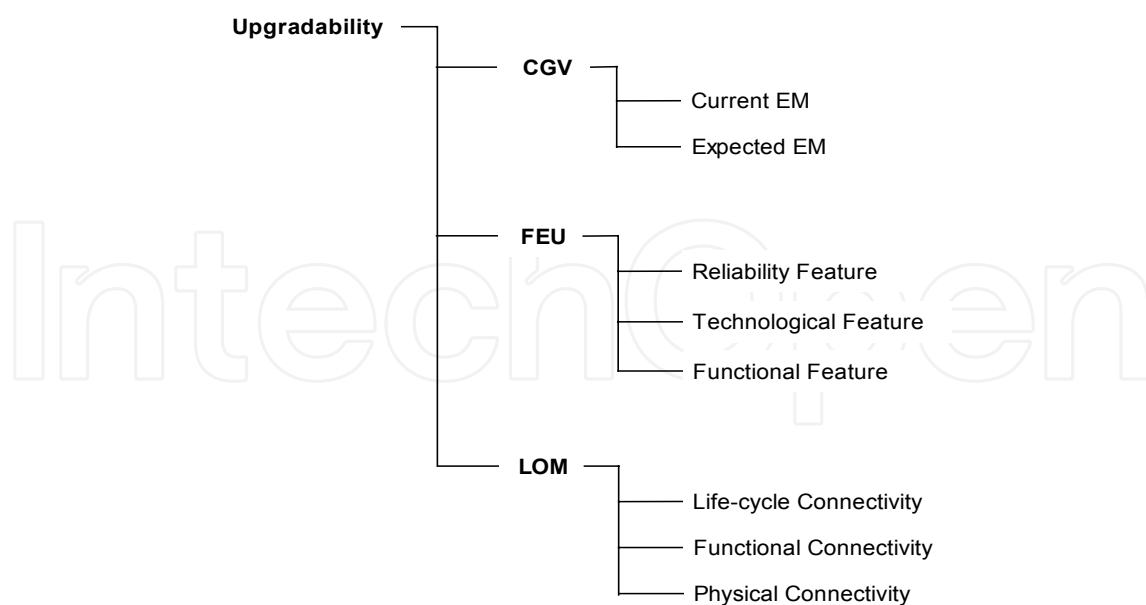 Upgradability
CGV
Current EM
Expected EM
FEU
Reliability Feature
Technological Feature
Functional Feature
IntechOpen
LOM
Life-cycle Connectivity
Functional Connectivity
Physical Connectivity